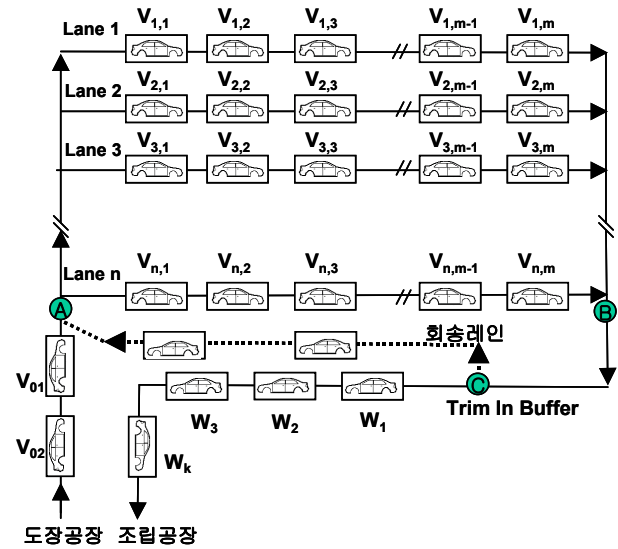 V1,1 V1,2 V1,3 V1,m-1 V1,m
Lane 1
V2,1 V2,2 V2,3 V2,m-1 V2,m
Lane 2
V3,1 V3,2 V3,3 V3,m-1 V3,m
Lane 3
Vn,1 Vn,2 Vn,3 Vn,m-1 Vn,m
Lane n
A
B
회송레인
V01
C
Trim In Buffer
W3 W2 W1
V02
Wk
도장공장 조립공장